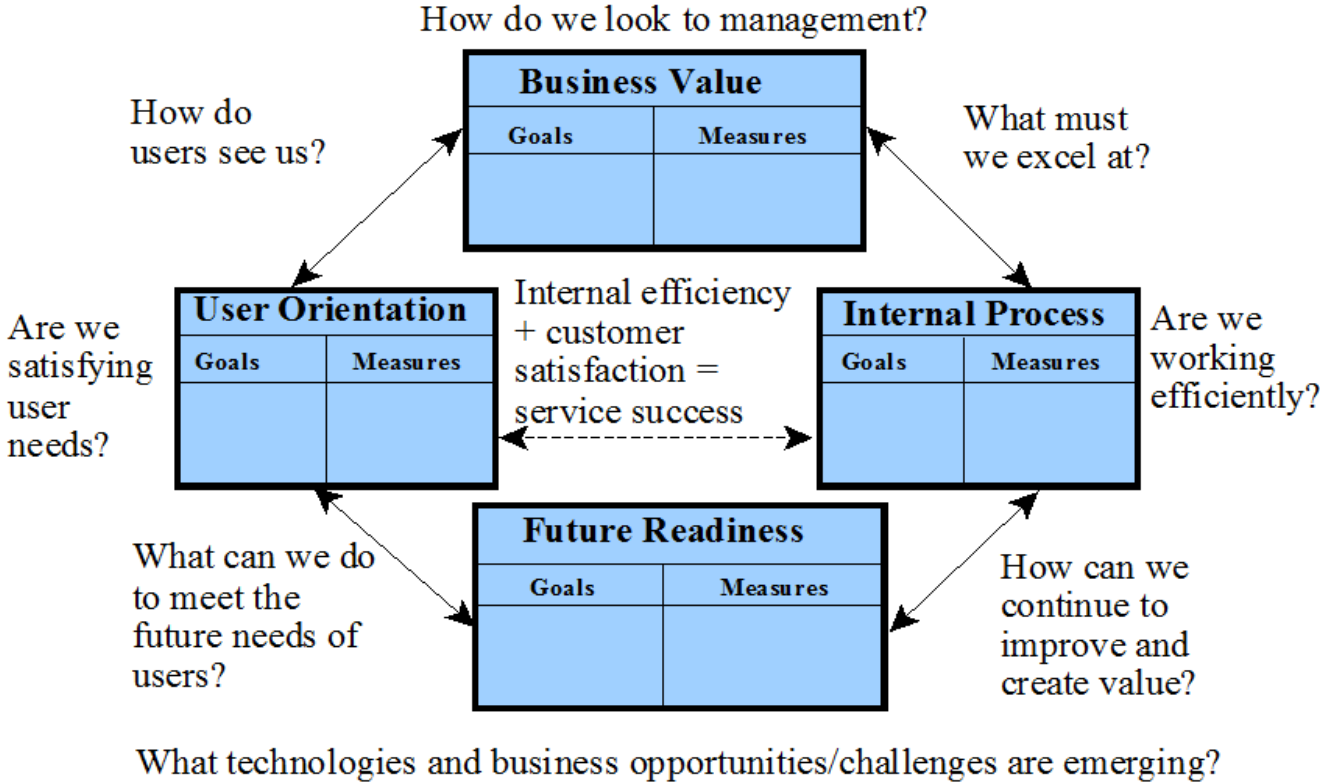 How do we look to management?
Business Value
Goals Measures
How do
users see us?
What must
we excel at?
User Orientation
Goals Measures
Are we
satisfying
user
needs?
Internal efficiency
+ customer
satisfaction =
service success
Internal Process
Goals Measures
Are we
working
efficiently?
Future Readiness
Goals Measures
What can we do
to meet the
future needs of
users?
How can we
continue to
improve and
create value?
What technologies and business opportunities/challenges are emerging?